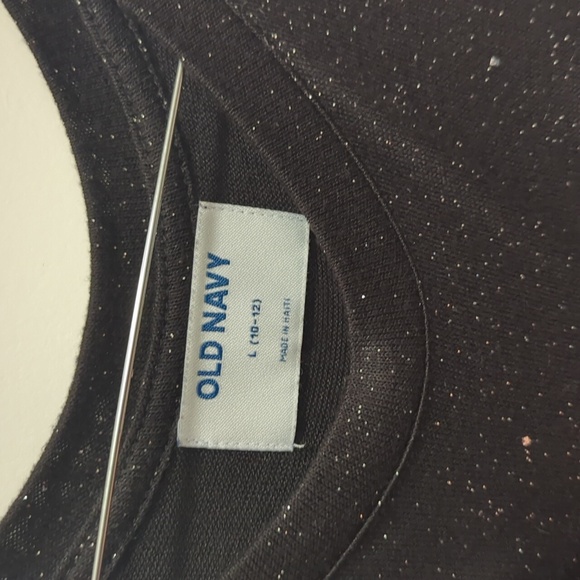 OLD NAVY
L (10-12)
MADE IN HAITI